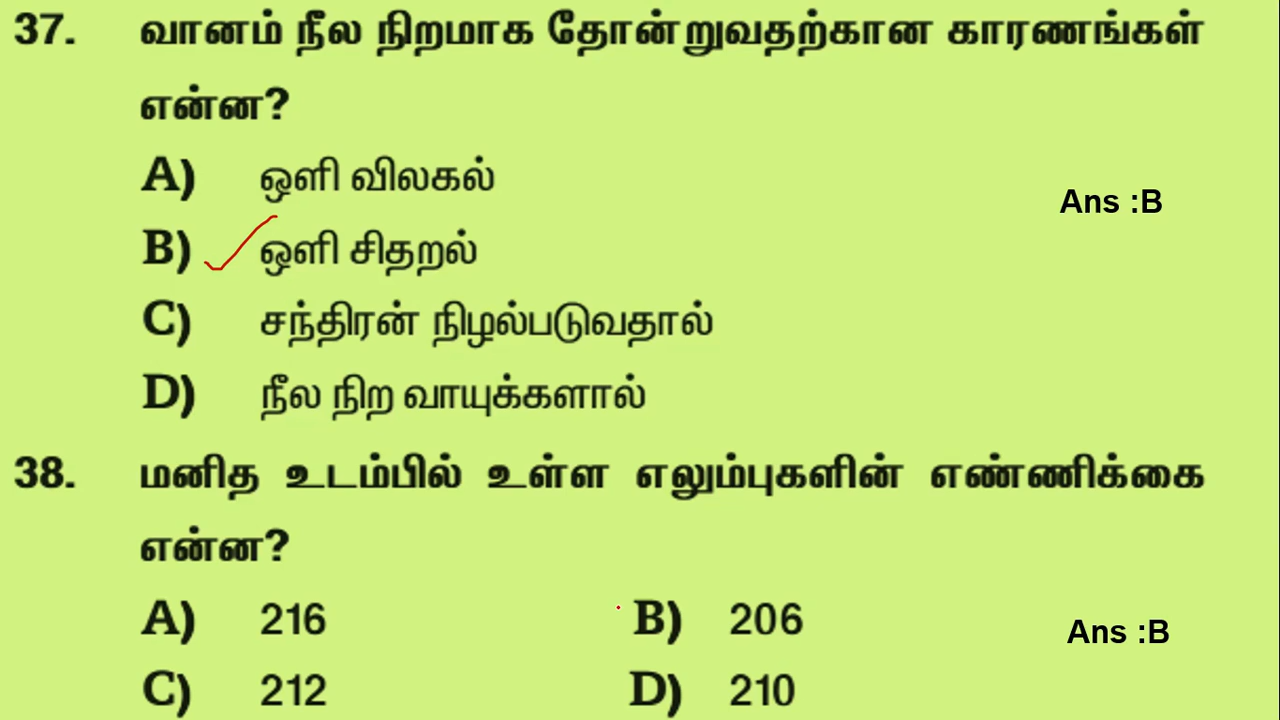 37. வானம் நீல நிறமாக தோன்றுவதற்கான காரணங்கள்
என்ன?
A) ஒளி விலகல்
Ans :B
B) ஒளி சிதறல்
C) சந்திரன் நிழல்படுவதால்
D) நீல நிற வாயுக்களால்
38. மனித உடம்பில் உள்ள எலும்புகளின் எண்ணிக்கை
என்ன?
A) 216 B) 206
Ans :B
C) 212 D) 210